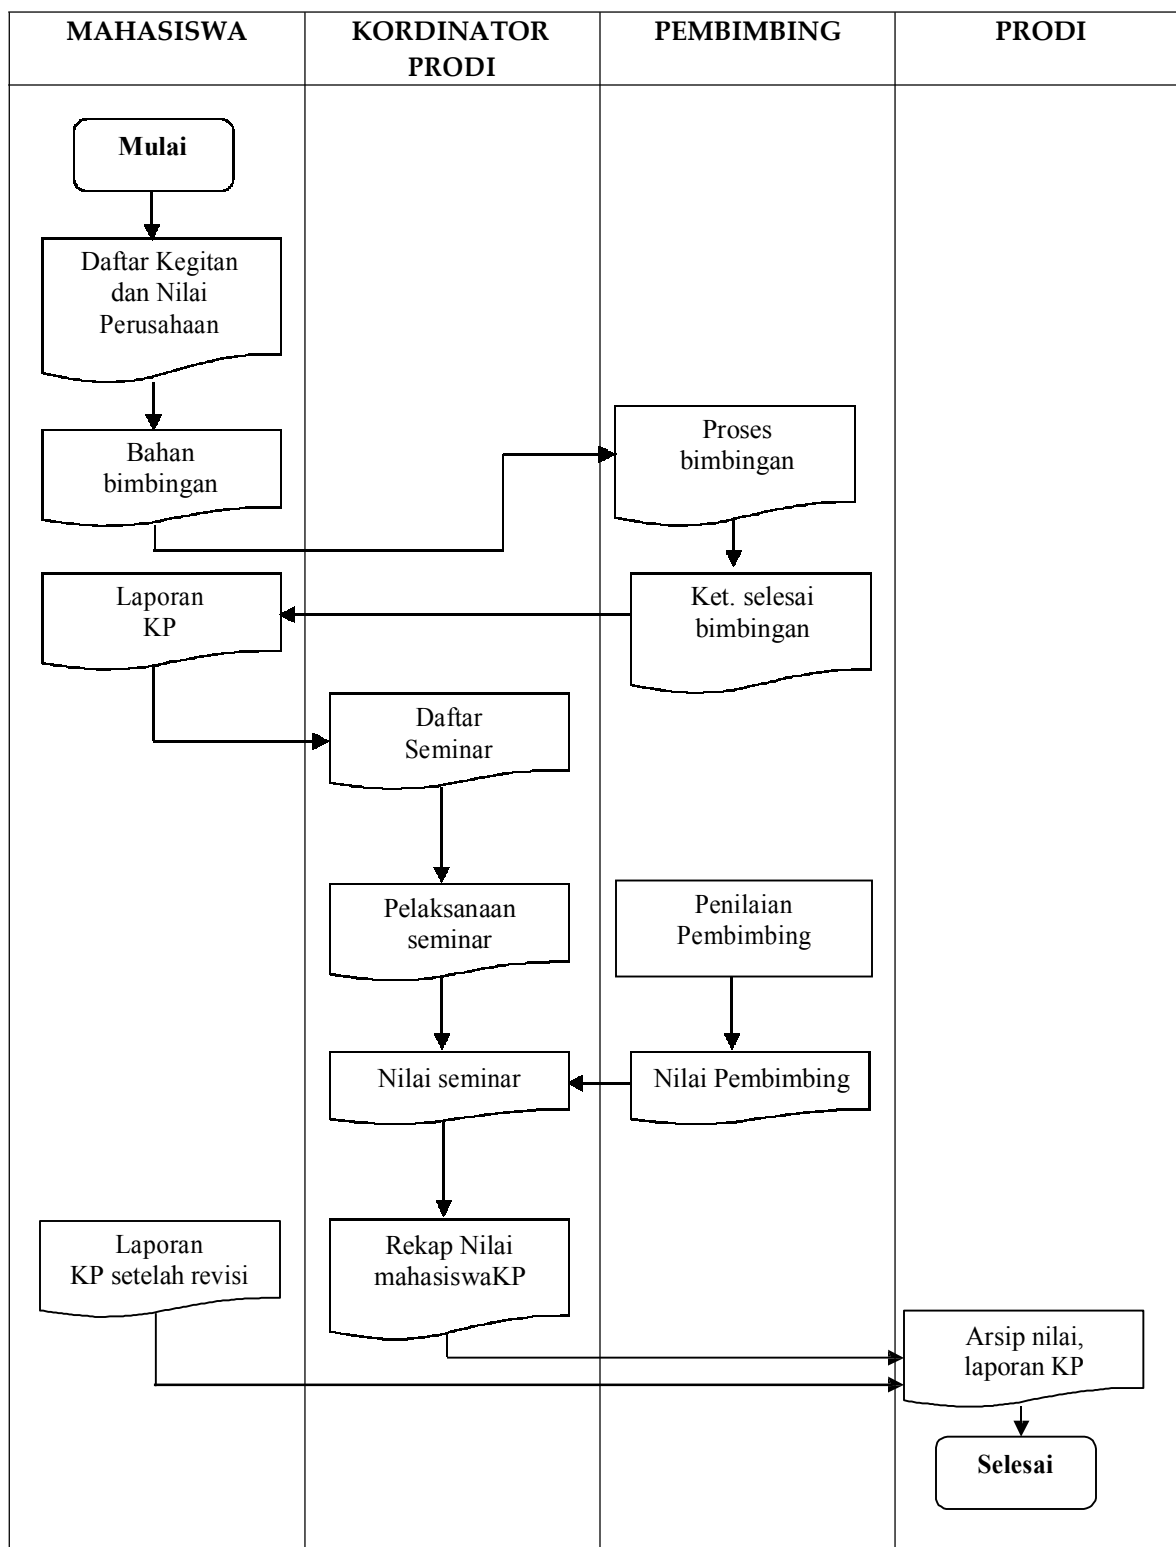 MAHASISWA
KORDINATOR
PRODI
PEMBIMBING
PRODI
Mulai
Daftar Kegitan
dan Nilai
Perusahaan
Bahan
bimbingan
Proses
bimbingan
Laporan
KP
Ket. selesai
bimbingan
Daftar
Seminar
Pelaksanaan
seminar
Penilaian
Pembimbing
Nilai seminar
Nilai Pembimbing
Laporan
KP setelah revisi
Rekap Nilai
mahasiswaKP
Arsip nilai,
laporan KP
Selesai